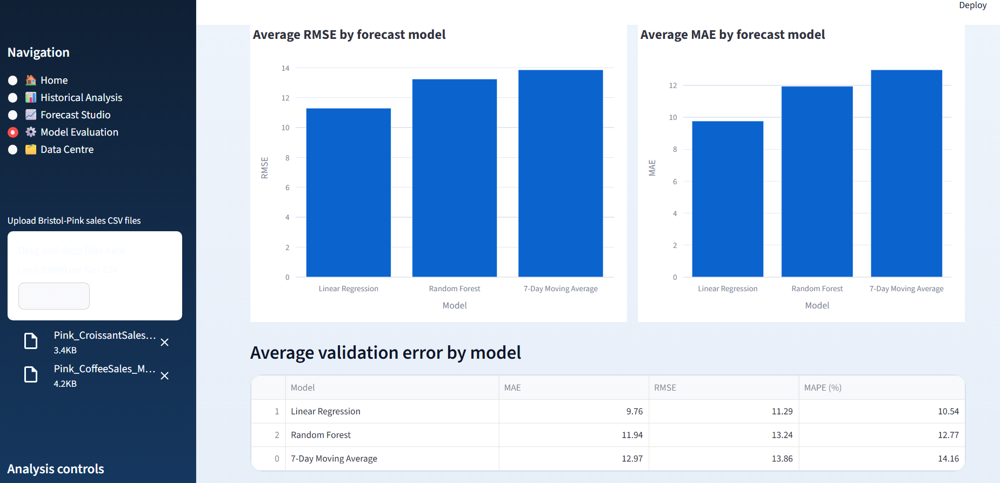 Deploy
Navigation
Home
Historical Analysis
Forecast Studio
Model Evaluation
Data Centre
Upload Bristol-Pink sales CSV files
Drag and drop files here
Limit 200MB per file • CSV
Pink_CroissantSales...
3.4KB
Pink_CoffeeSales_M...
4.2KB
Analysis controls
Average RMSE by forecast model
14
12
10
8
6
4
2
0
RMSE
Linear Regression
Random Forest
7-Day Moving Average
Model
Average MAE by forecast model
12
10
8
6
4
2
0
MAE
Linear Regression
Random Forest
7-Day Moving Average
Model
Average validation error by model
Model MAE RMSE MAPE (%)
1 Linear Regression 9.76 11.29 10.54
2 Random Forest 11.94 13.24 12.77
0 7-Day Moving Average 12.97 13.86 14.16